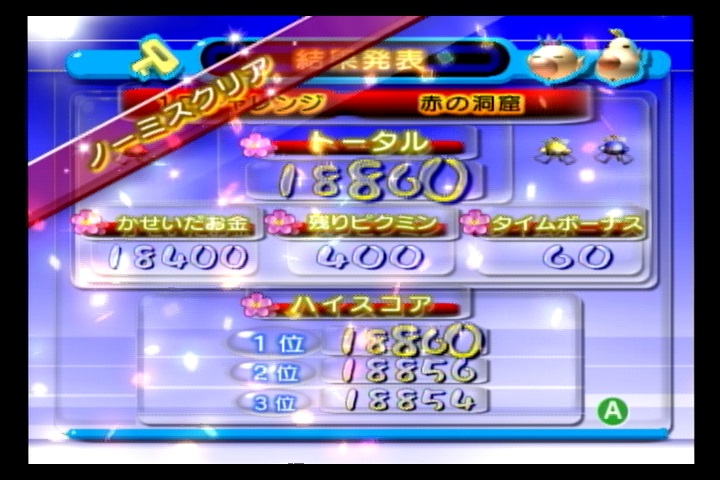 結果発表
ノーミスクリア
チャレンジ 赤の洞窟
トータル
18860
かせいだお金 残りピクミン タイムボーナス
18400 400 60
ハイスコア
1位 18860
2位 18856
3位 18854
A